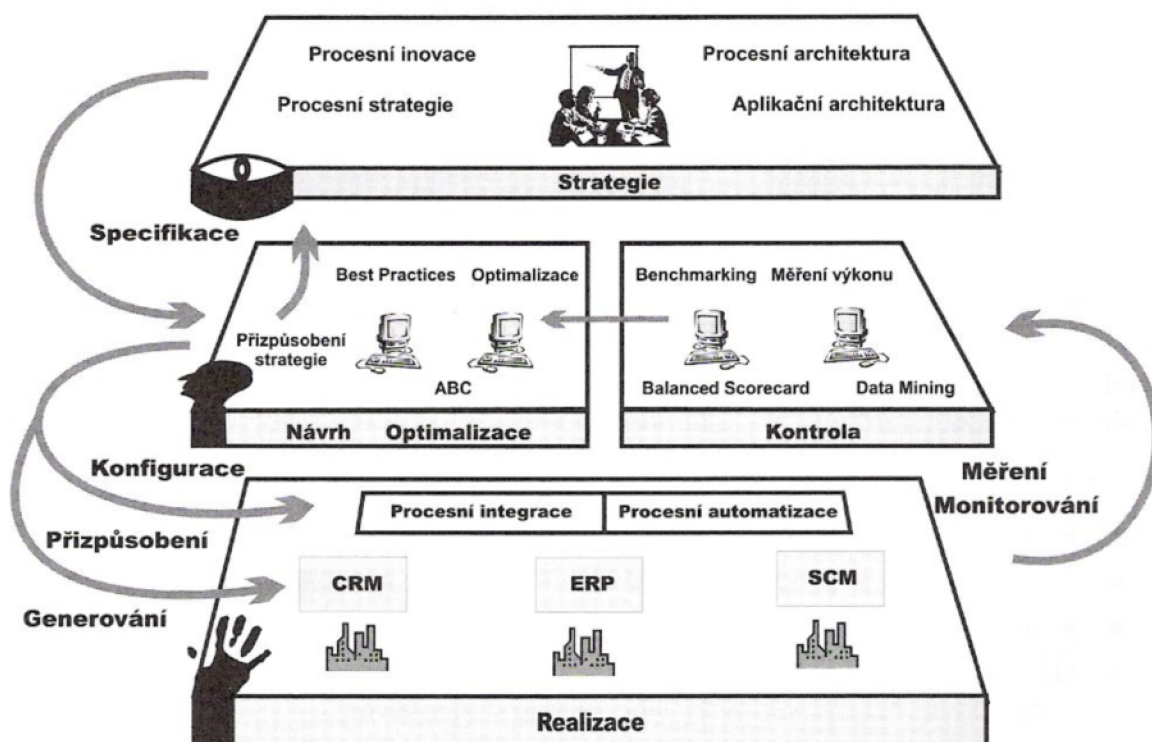 Procesní inovace
Procesní architektura
Procesní strategie
Aplikační architektura
Strategie
Specifikace
Best Practices
Optimalizace
Benchmarking
Měření výkonu
Přizpůsobení
strategie
ABC
Balanced Scorecard
Data Mining
Návrh
Optimalizace
Kontrola
Konfigurace
Měření
Monitorování
Procesní integrace
Procesní automatizace
Přizpůsobení
CRM
ERP
SCM
Generování
Realizace